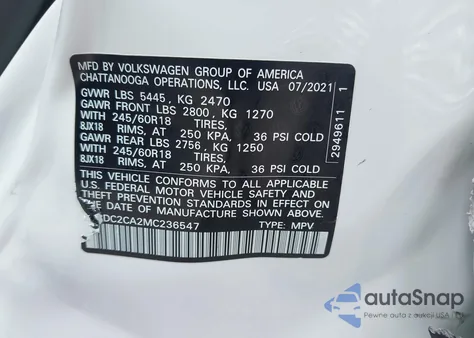 MFD BY VOLKSWAGEN GROUP OF AMERICA
CHATTANOOGA OPERATIONS, LLC. USA 07/2021
GVWR LBS 5445, KG 2470
GAWR FRONT LBS 2800, KG 1270
WITH 245/60R18 TIRES,
8JX18 RIMS, AT 250 KPA, 36 PSI COLD
GAWR REAR LBS 2756, KG 1250
WITH 245/60R18 TIRES,
8JX18 RIMS, AT 250 KPA, 36 PSI COLD
THIS VEHICLE CONFORMS TO ALL APPLICABLE
U.S. FEDERAL MOTOR VEHICLE SAFETY AND
THEFT PREVENTION STANDARDS IN EFFECT ON
THE DATE OF MANUFACTURE SHOWN ABOVE.
DC2CA2MC236547 TYPE: MPV
2949611 1
autoSnap
Pewne auta z USA